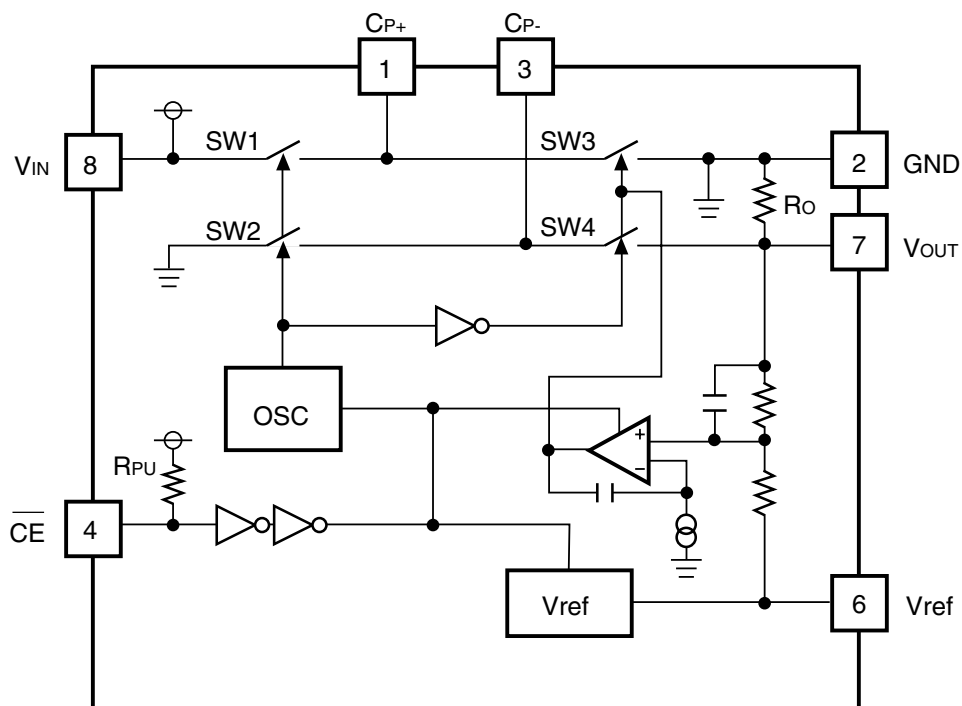 CP+
CP-
1
3
VIN
8
SW1
SW3
2
GND
RO
SW2
SW4
7
VOUT
OSC
+
−
RPU
CE
4
Vref
6
Vref